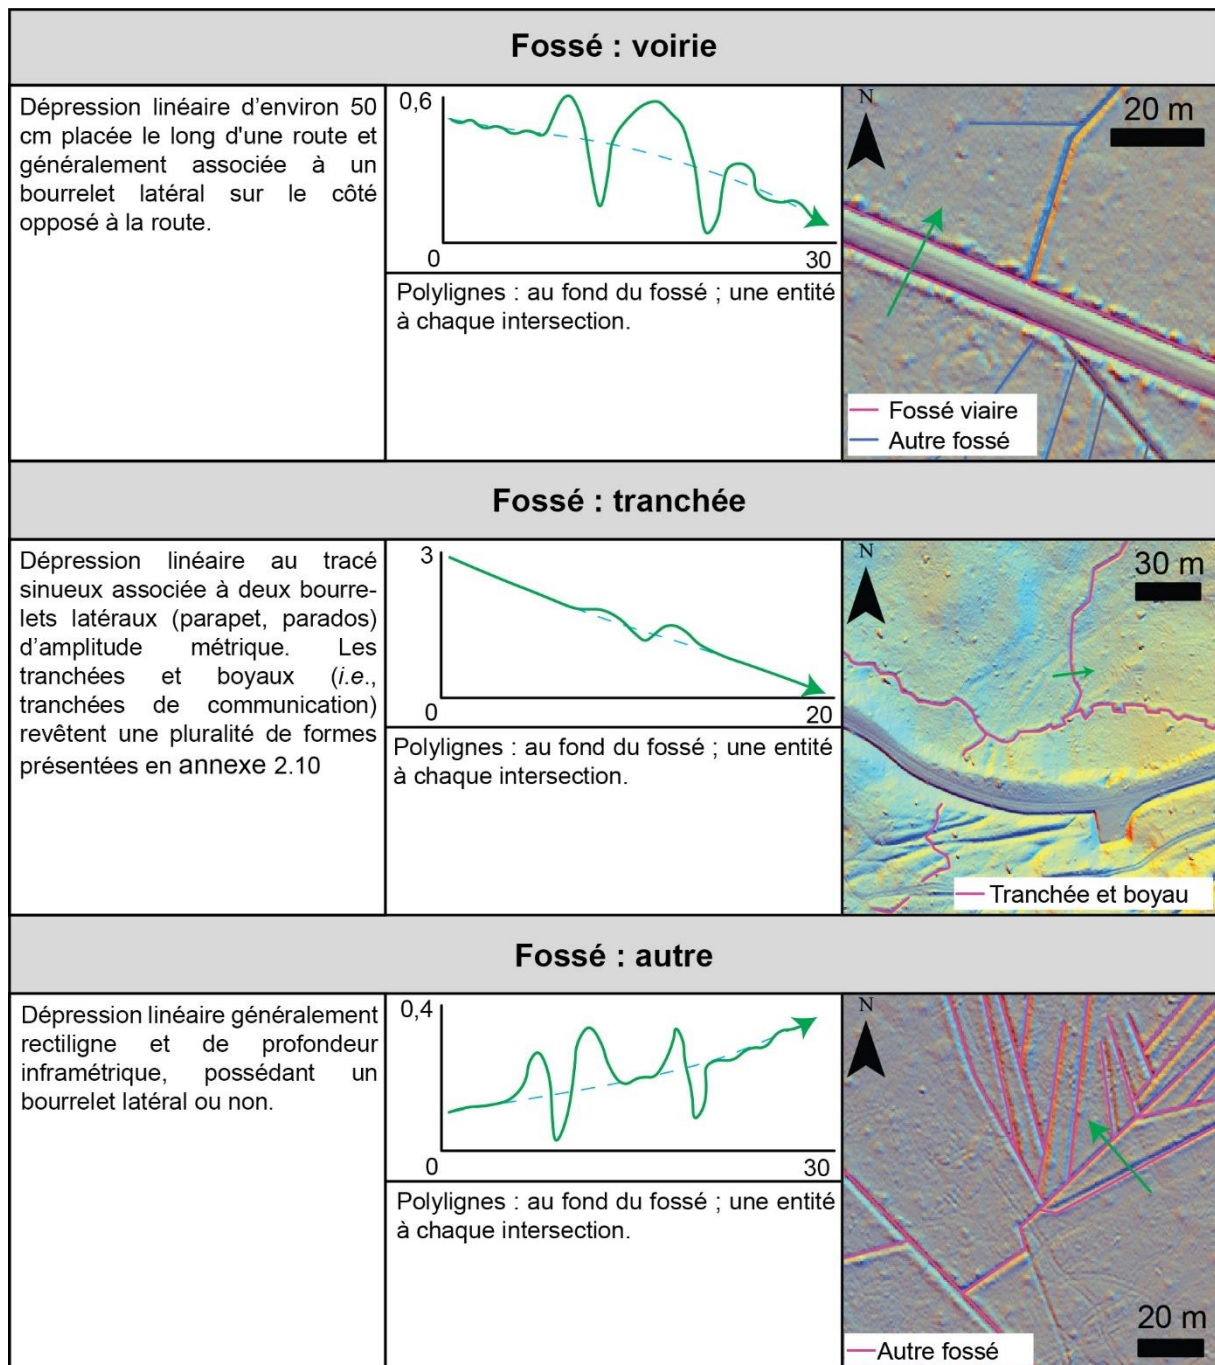 Fossé : voirie
Dépression linéaire d'environ 50
cm placée le long d'une route et
généralement associée à un
bourrelet latéral sur le côté
opposé à la route.
0,6
0
30
Polylignes : au fond du fossé ; une entité
à chaque intersection.
N
20 m
Fossé viaire
Autre fossé
Fossé : tranchée
Dépression linéaire au tracé
sinueux associée à deux bourre-
lets latéraux (parapet, parados)
d'amplitude métrique. Les
tranchées et boyaux (i.e.,
tranchées de communication)
revêtent une pluralité de formes
présentées en annexe 2.10
3
0
20
Polylignes : au fond du fossé ; une entité
à chaque intersection.
N
30 m
Tranchée et boyau
Fossé : autre
Dépression linéaire généralement
rectiligne et de profondeur
inframétrique, possédant un
bourrelet latéral ou non.
0,4
0
30
Polylignes : au fond du fossé ; une entité
à chaque intersection.
N
20 m
Autre fossé